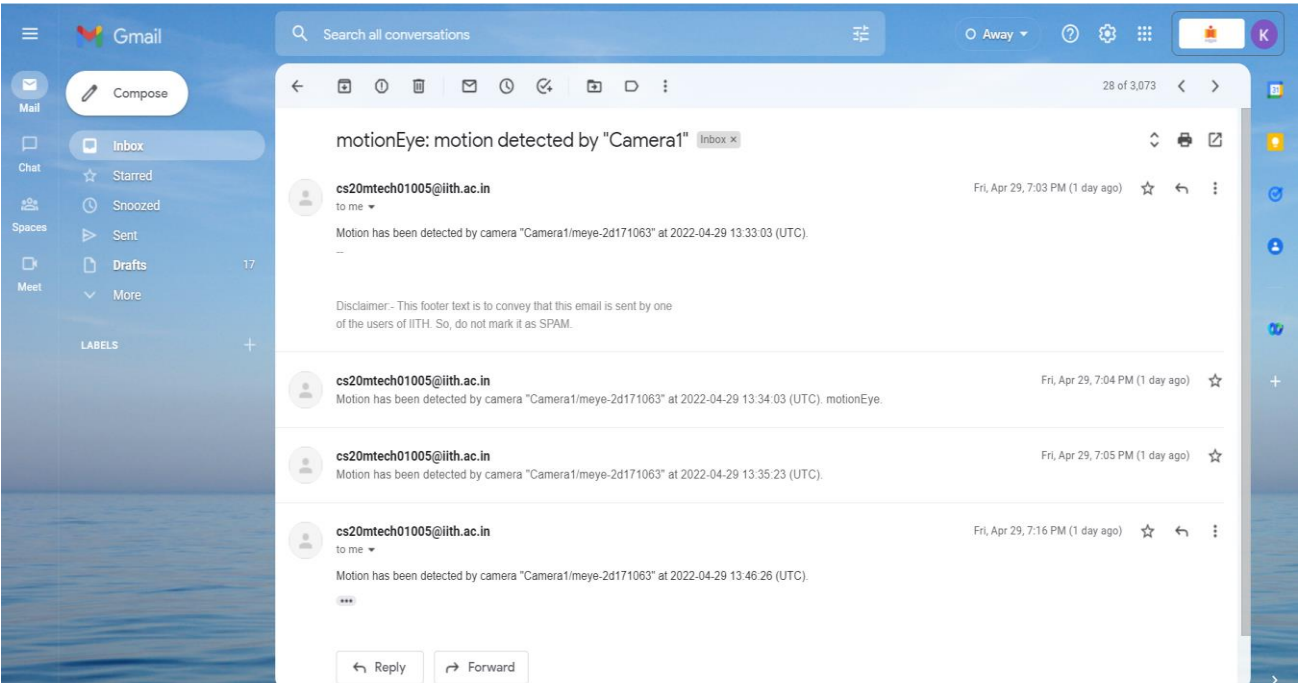 Gmail
Search all conversations
Away
K
Mail
Compose
28 of 3,073
31
Inbox
motionEye: motion detected by "Camera1" Inbox ×
Chat
Starred
cs20mtech01005@iith.ac.in Fri, Apr 29, 7:03 PM (1 day ago)
to me
Snoozed
Spaces
Sent
Motion has been detected by camera "Camera1/meye-2d171063" at 2022-04-29 13:33:03 (UTC).
--
Drafts 17
Meet
More
Disclaimer:- This footer text is to convey that this email is sent by one
of the users of IITH. So, do not mark it as SPAM.
LABELS +
cs20mtech01005@iith.ac.in Fri, Apr 29, 7:04 PM (1 day ago)
Motion has been detected by camera "Camera1/meye-2d171063" at 2022-04-29 13:34:03 (UTC). motionEye.
cs20mtech01005@iith.ac.in Fri, Apr 29, 7:05 PM (1 day ago)
Motion has been detected by camera "Camera1/meye-2d171063" at 2022-04-29 13:35:23 (UTC).
cs20mtech01005@iith.ac.in Fri, Apr 29, 7:16 PM (1 day ago)
to me
Motion has been detected by camera "Camera1/meye-2d171063" at 2022-04-29 13:46:26 (UTC).
Reply Forward